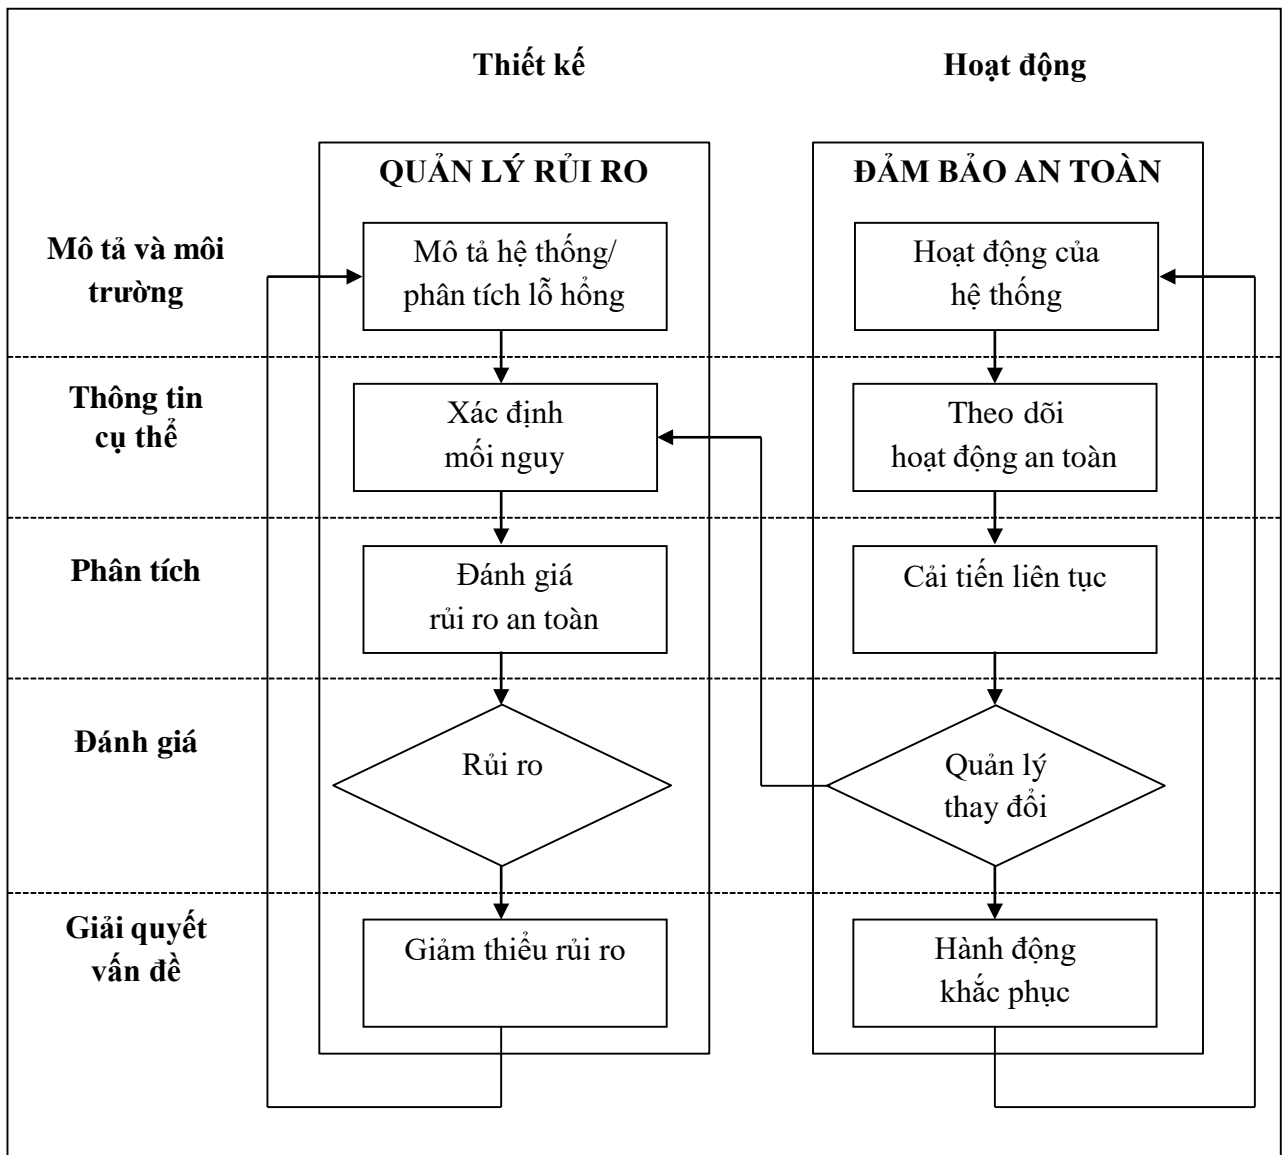 Thiết kế
Hoạt động
QUẢN LÝ RỦI RO
ĐẢM BẢO AN TOÀN
Mô tả và môi
trường
Mô tả hệ thống/
phân tích lỗ hổng
Hoạt động của
hệ thống
Thông tin
cụ thể
Xác định
mối nguy
Theo dõi
hoạt động an toàn
Phân tích
Đánh giá
rủi ro an toàn
Cải tiến liên tục
Đánh giá
Rủi ro
Quản lý
thay đổi
Giải quyết
vấn đề
Giảm thiểu rủi ro
Hành động
khắc phục